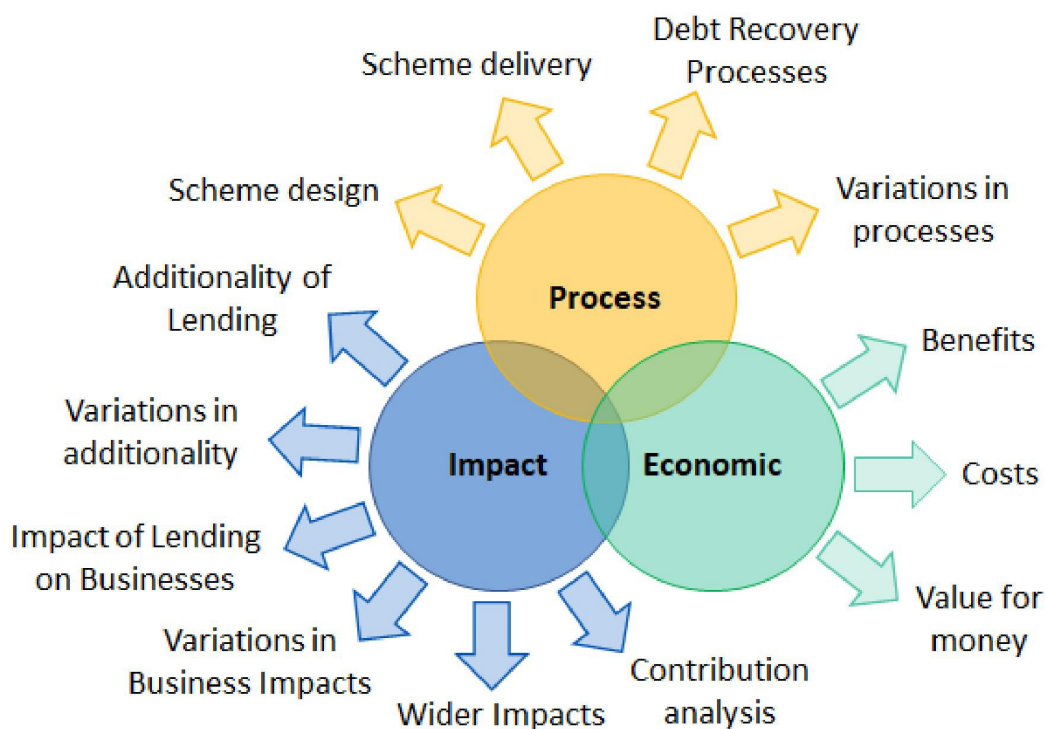 Debt Recovery
Processes
Scheme delivery
Scheme design
Variations in
processes
Process
Additionality of
Lending
Benefits
Variations in
additionality
Impact
Economic
Costs
Impact of Lending
on Businesses
Value for
money
Variations in
Business Impacts
Wider Impacts
Contribution
analysis